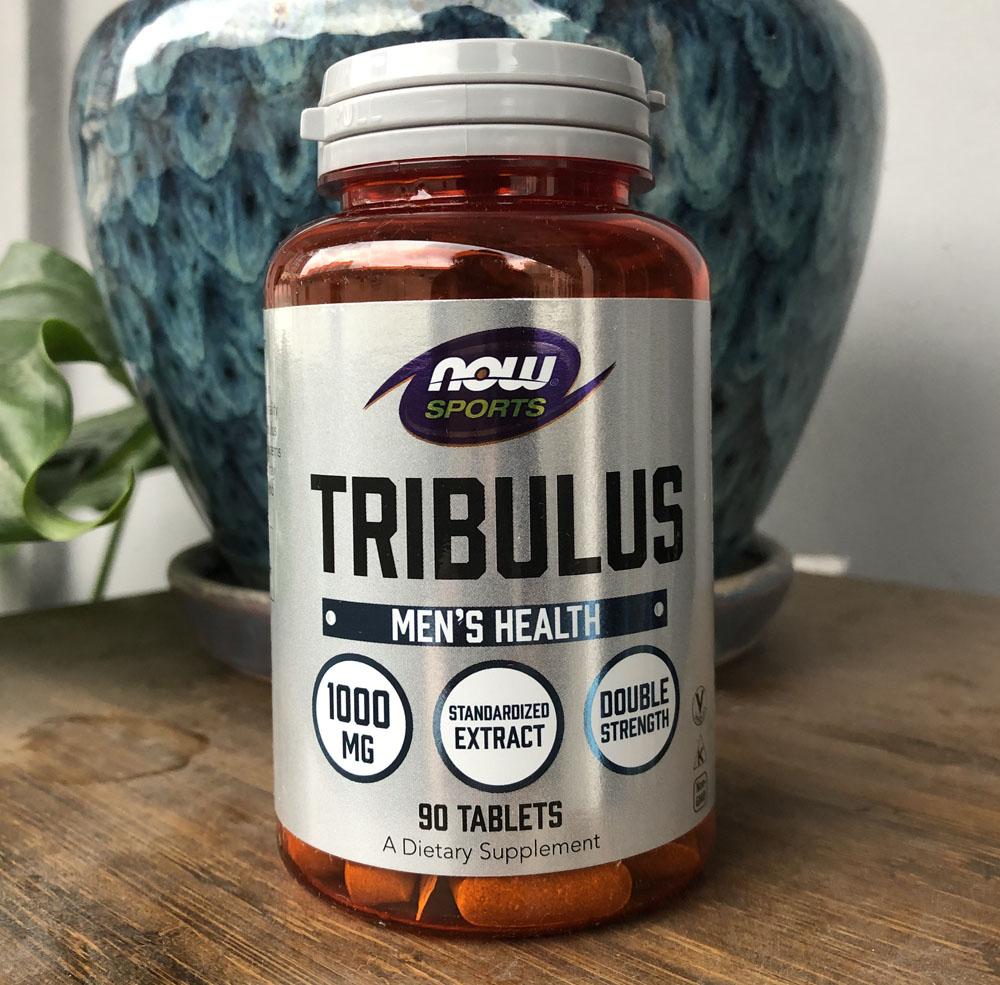 NOW
SPORTS
TRIBULUS
MEN'S HEALTH
1000
MG
STANDARDIZED
EXTRACT
DOUBLE
STRENGTH
90 TABLETS
A Dietary Supplement